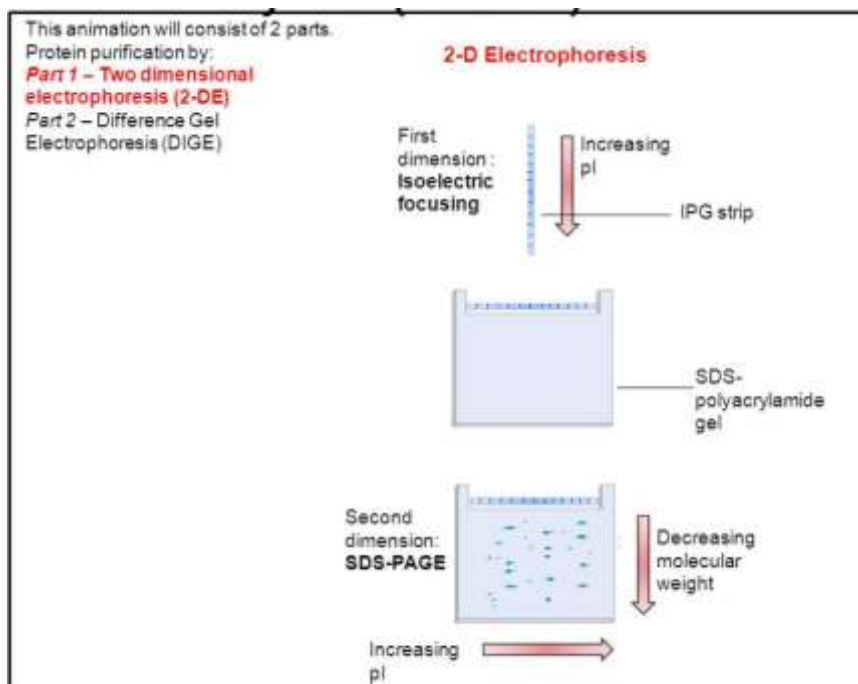 This animation will consist of 2 parts.
Protein purification by:
Part 1 – Two dimensional
electrophoresis (2-DE)
Part 2 – Difference Gel
Electrophoresis (DIGE)
2-D Electrophoresis
First
dimension :
Isoelectric
focusing
Increasing
pI
IPG strip
SDS-
polyacrylamide
gel
Second
dimension:
SDS-PAGE
Decreasing
molecular
weight
Increasing
pI